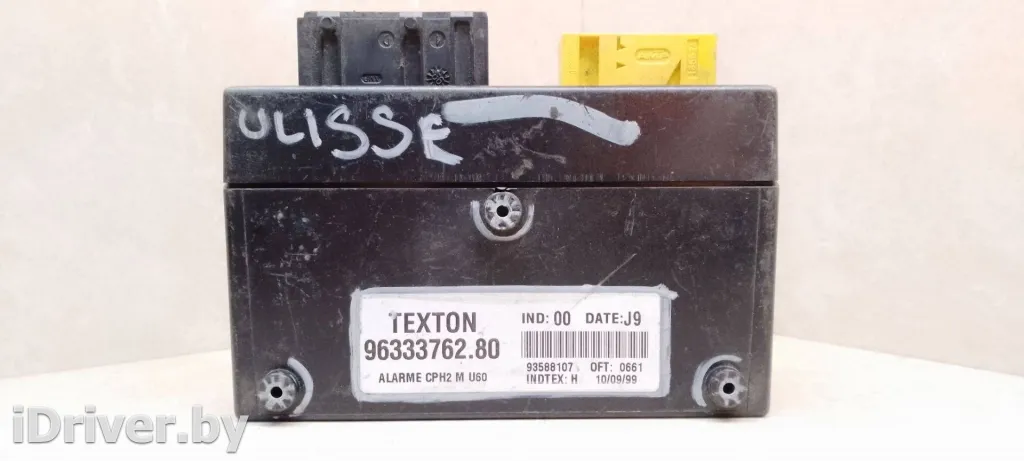 ULISSE
TEXTON
96333762.80
ALARME CPH2 M U60
IND: 00 DATE: J9
93588107 OFT: 0661
INDTEX: H 10/09/99
iDriver.by